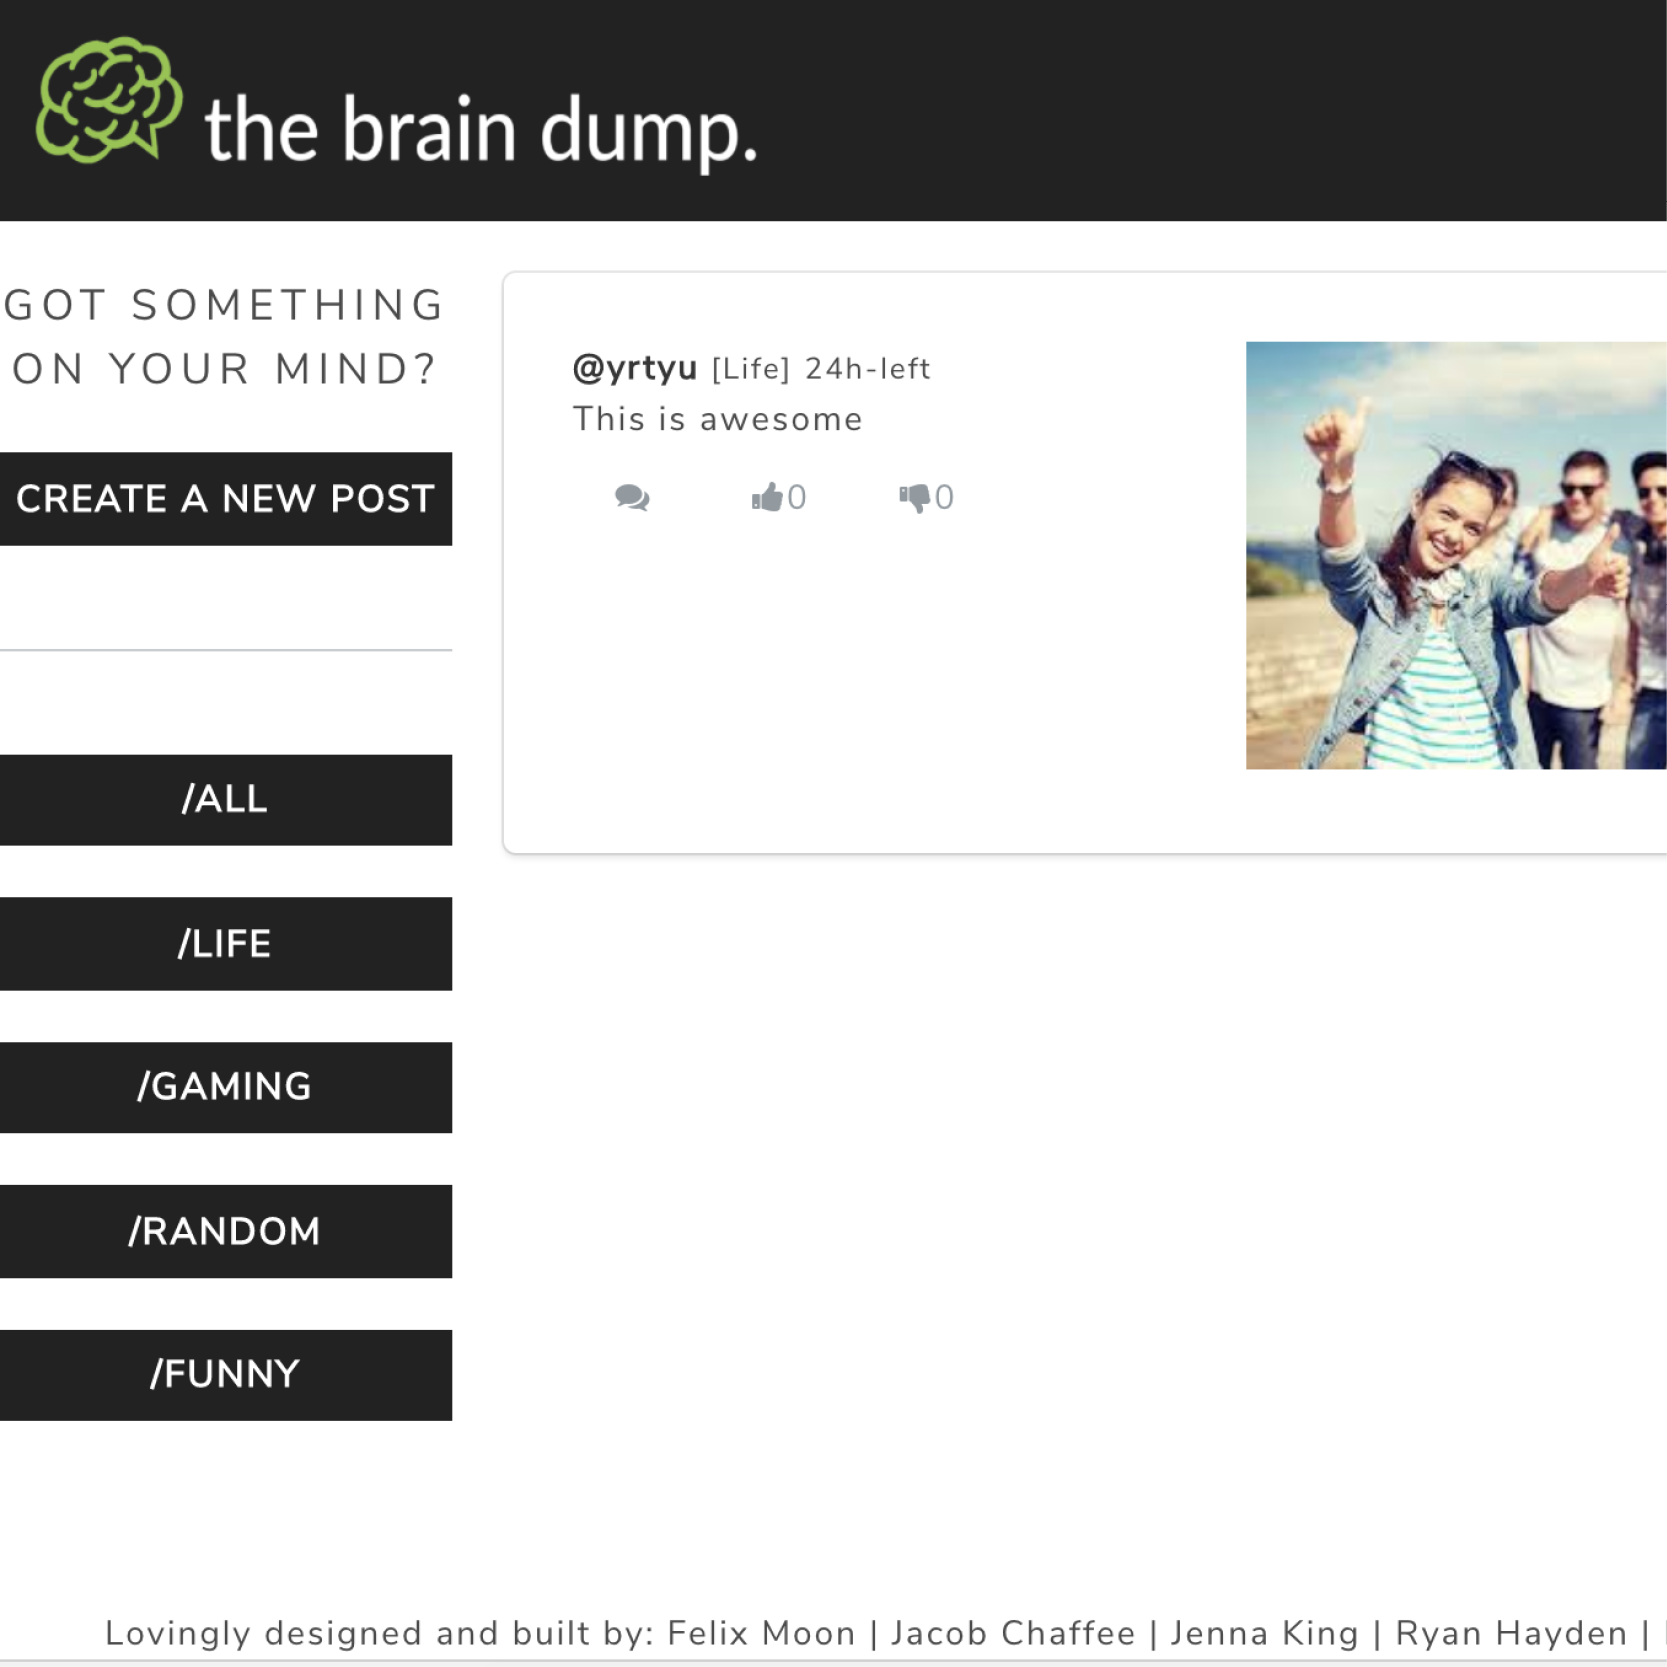 the brain dump.
GOT SOMETHING
ON YOUR MIND?
CREATE A NEW POST
/ALL
/LIFE
/GAMING
/RANDOM
/FUNNY
@yrtyu [Life] 24h-left
This is awesome
0 0
Lovingly designed and built by: Felix Moon | Jacob Chaffee | Jenna King | Ryan Hayden |